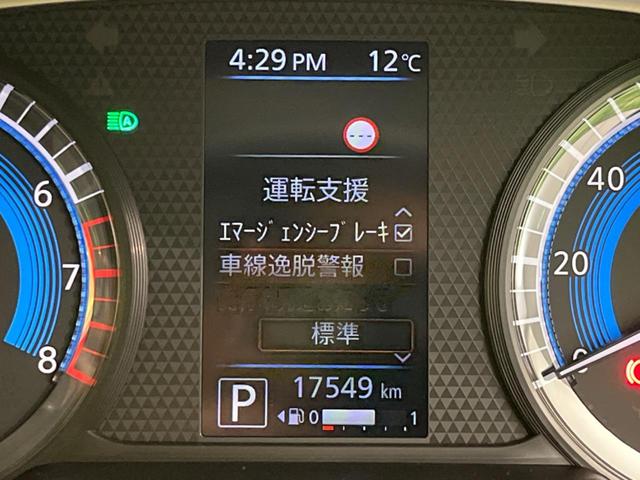 4:29 PM 12℃
---
運転支援
ｴﾏｰｼﾞｪﾝｼｰﾌﾞﾚｰｷ
車線逸脱警報
標準
P 17549 km
0 1
6
7
8
40
20
0
A